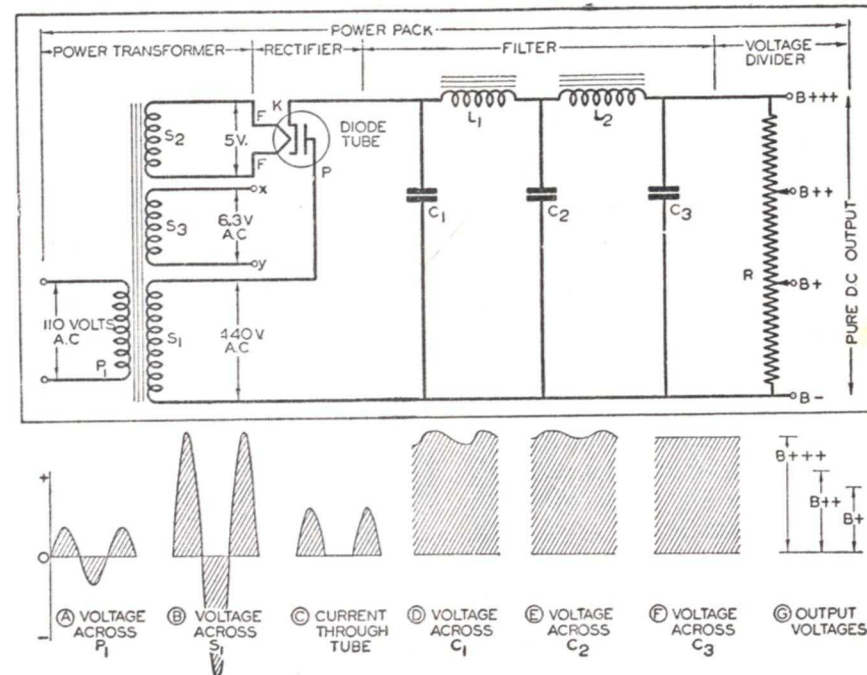 POWER PACK
POWER TRANSFORMER
RECTIFIER
FILTER
VOLTAGE
DIVIDER
S2
F
K
5V.
F
DIODE
TUBE
P
L1
L2
B+++
x
S3
6.3V
A.C
y
C1
C2
C3
B++
R
B+
PURE D.C OUTPUT
110 VOLTS
A.C
P1
S1
440V
A.C.
B-
+
O
-
B+++
B++
B+
A VOLTAGE
ACROSS
P1
B VOLTAGE
ACROSS
S1
C CURRENT
THROUGH
TUBE
D VOLTAGE
ACROSS
C1
E VOLTAGE
ACROSS
C2
F VOLTAGE
ACROSS
C3
G OUTPUT
VOLTAGES